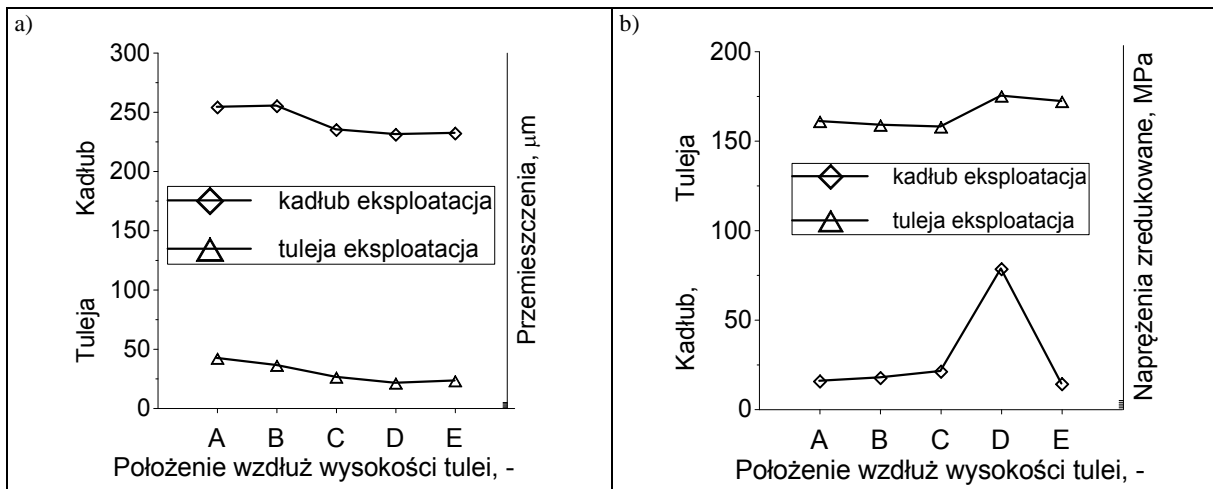 a)
300
250
200
150
100
50
0
Kadłub
Tuleja
kadłub eksploatacja
tuleja eksploatacja
Przemieszczenia, μm
A B C D E
Położenie wzdłuż wysokości tulei, -
b)
200
150
100
50
0
Tuleja
Kadłub,
kadłub eksploatacja
tuleja eksploatacja
Naprężenia zredukowane, MPa
A B C D E
Położenie wzdłuż wysokości tulei, -